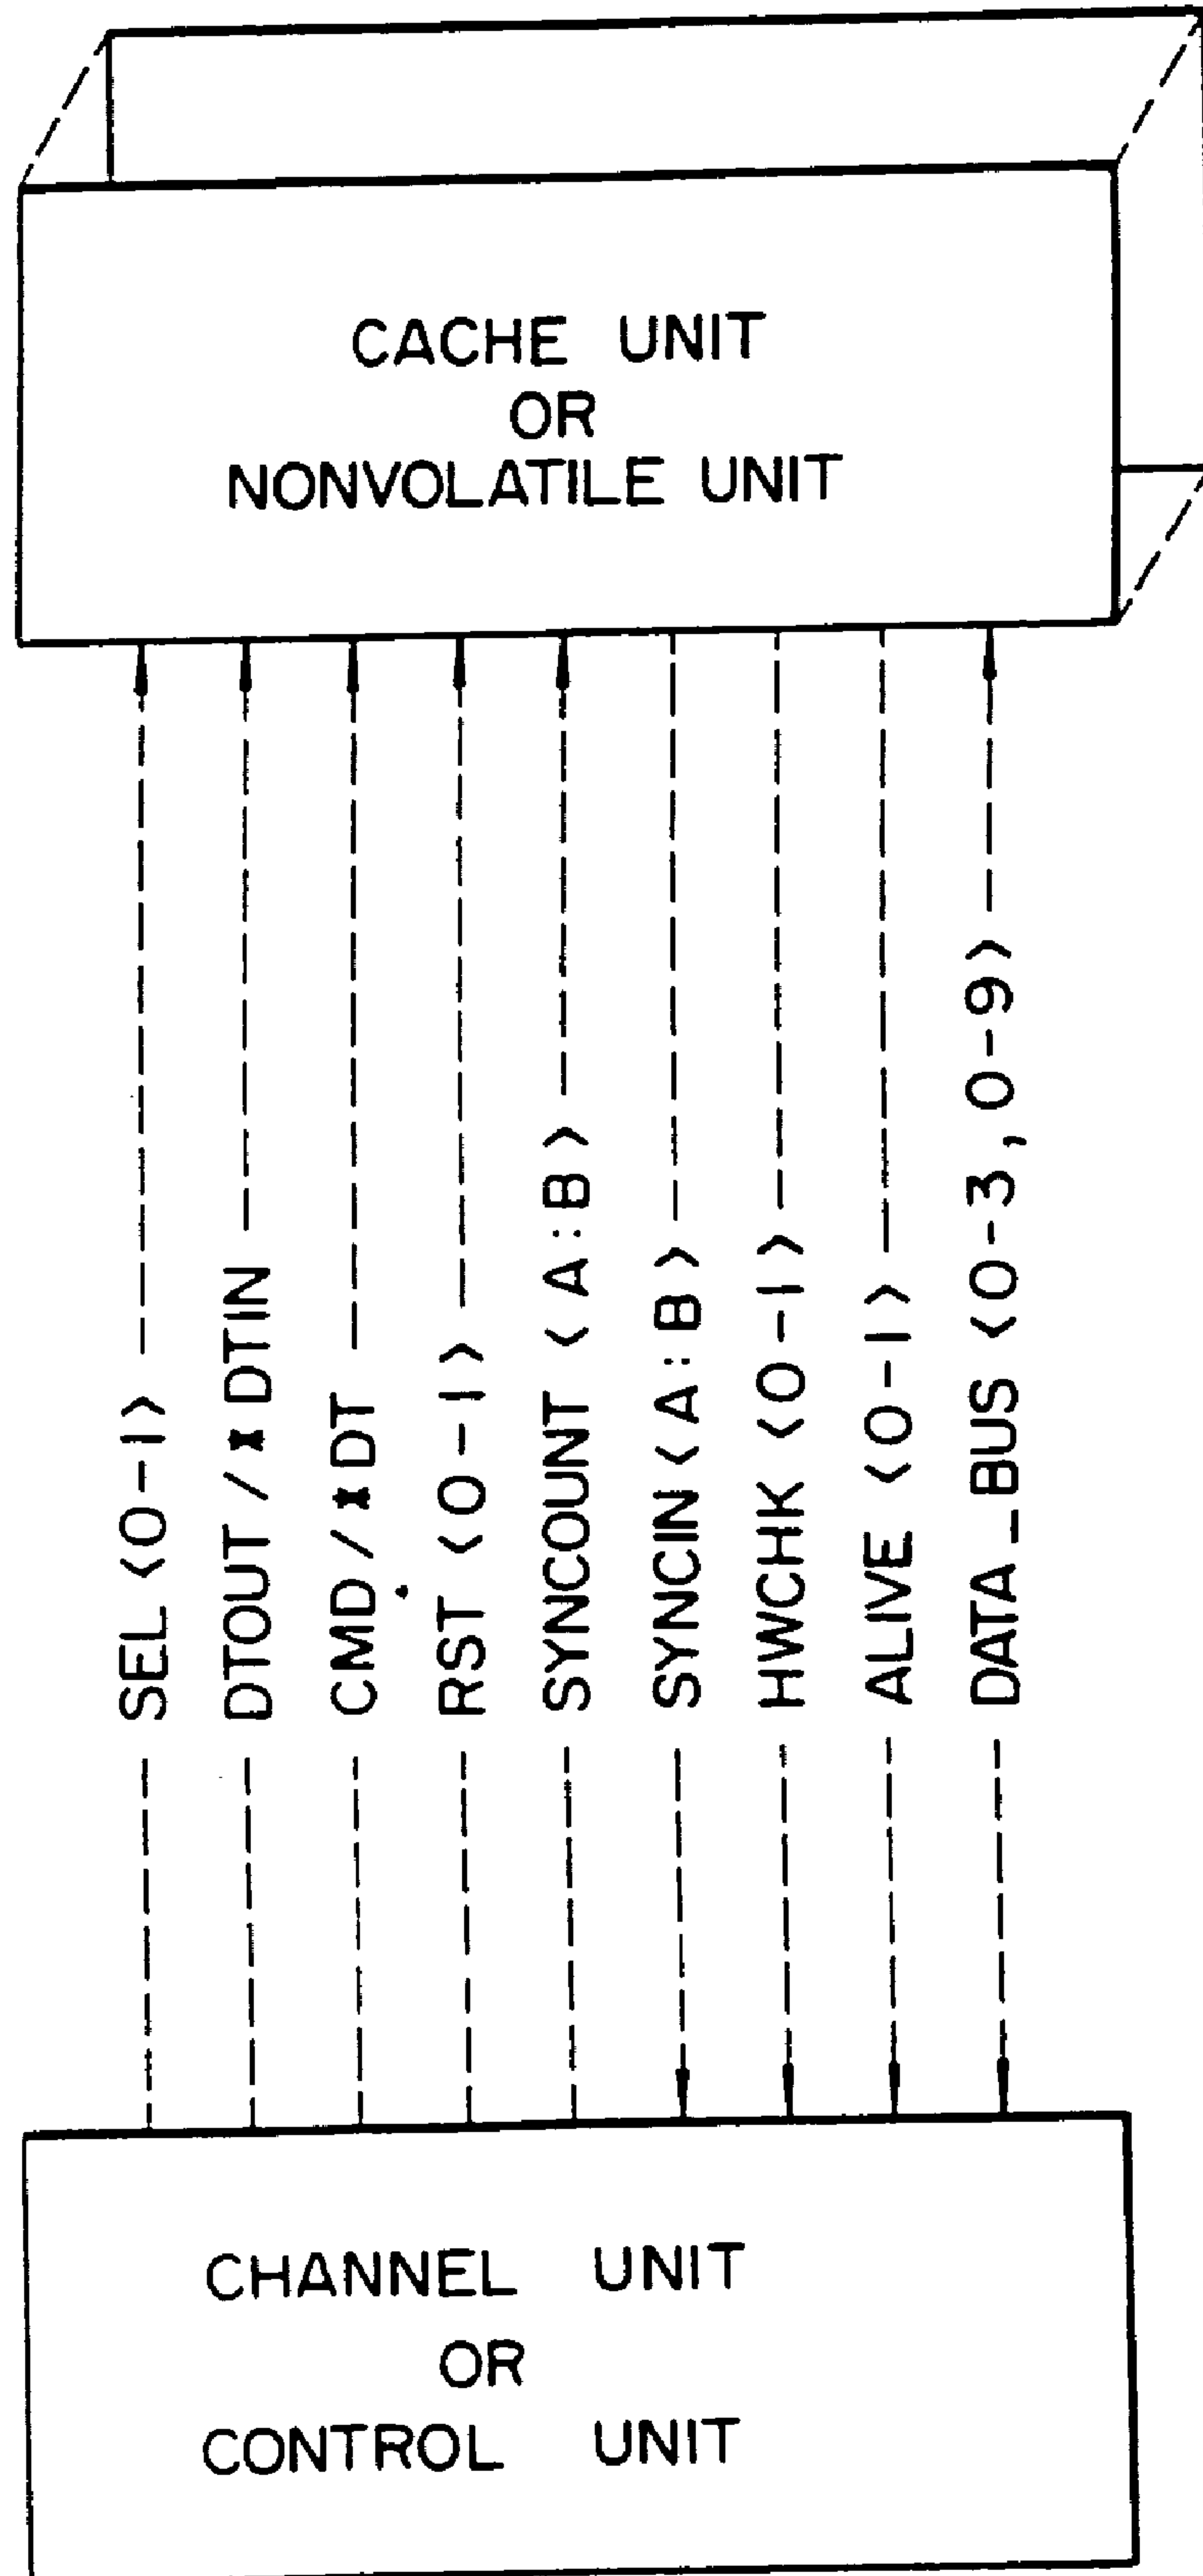 CACHE UNIT
OR
NONVOLATILE UNIT
SEL <0-1>
DTOUT / * DTIN
CMD / * DT
RST <0-1>
SYNCOUNT <A:B>
SYNCIN <A:B>
HWCHK <0-1>
ALIVE <0-1>
DATA_BUS <0-3,0-9>
CHANNEL UNIT
OR
CONTROL UNIT